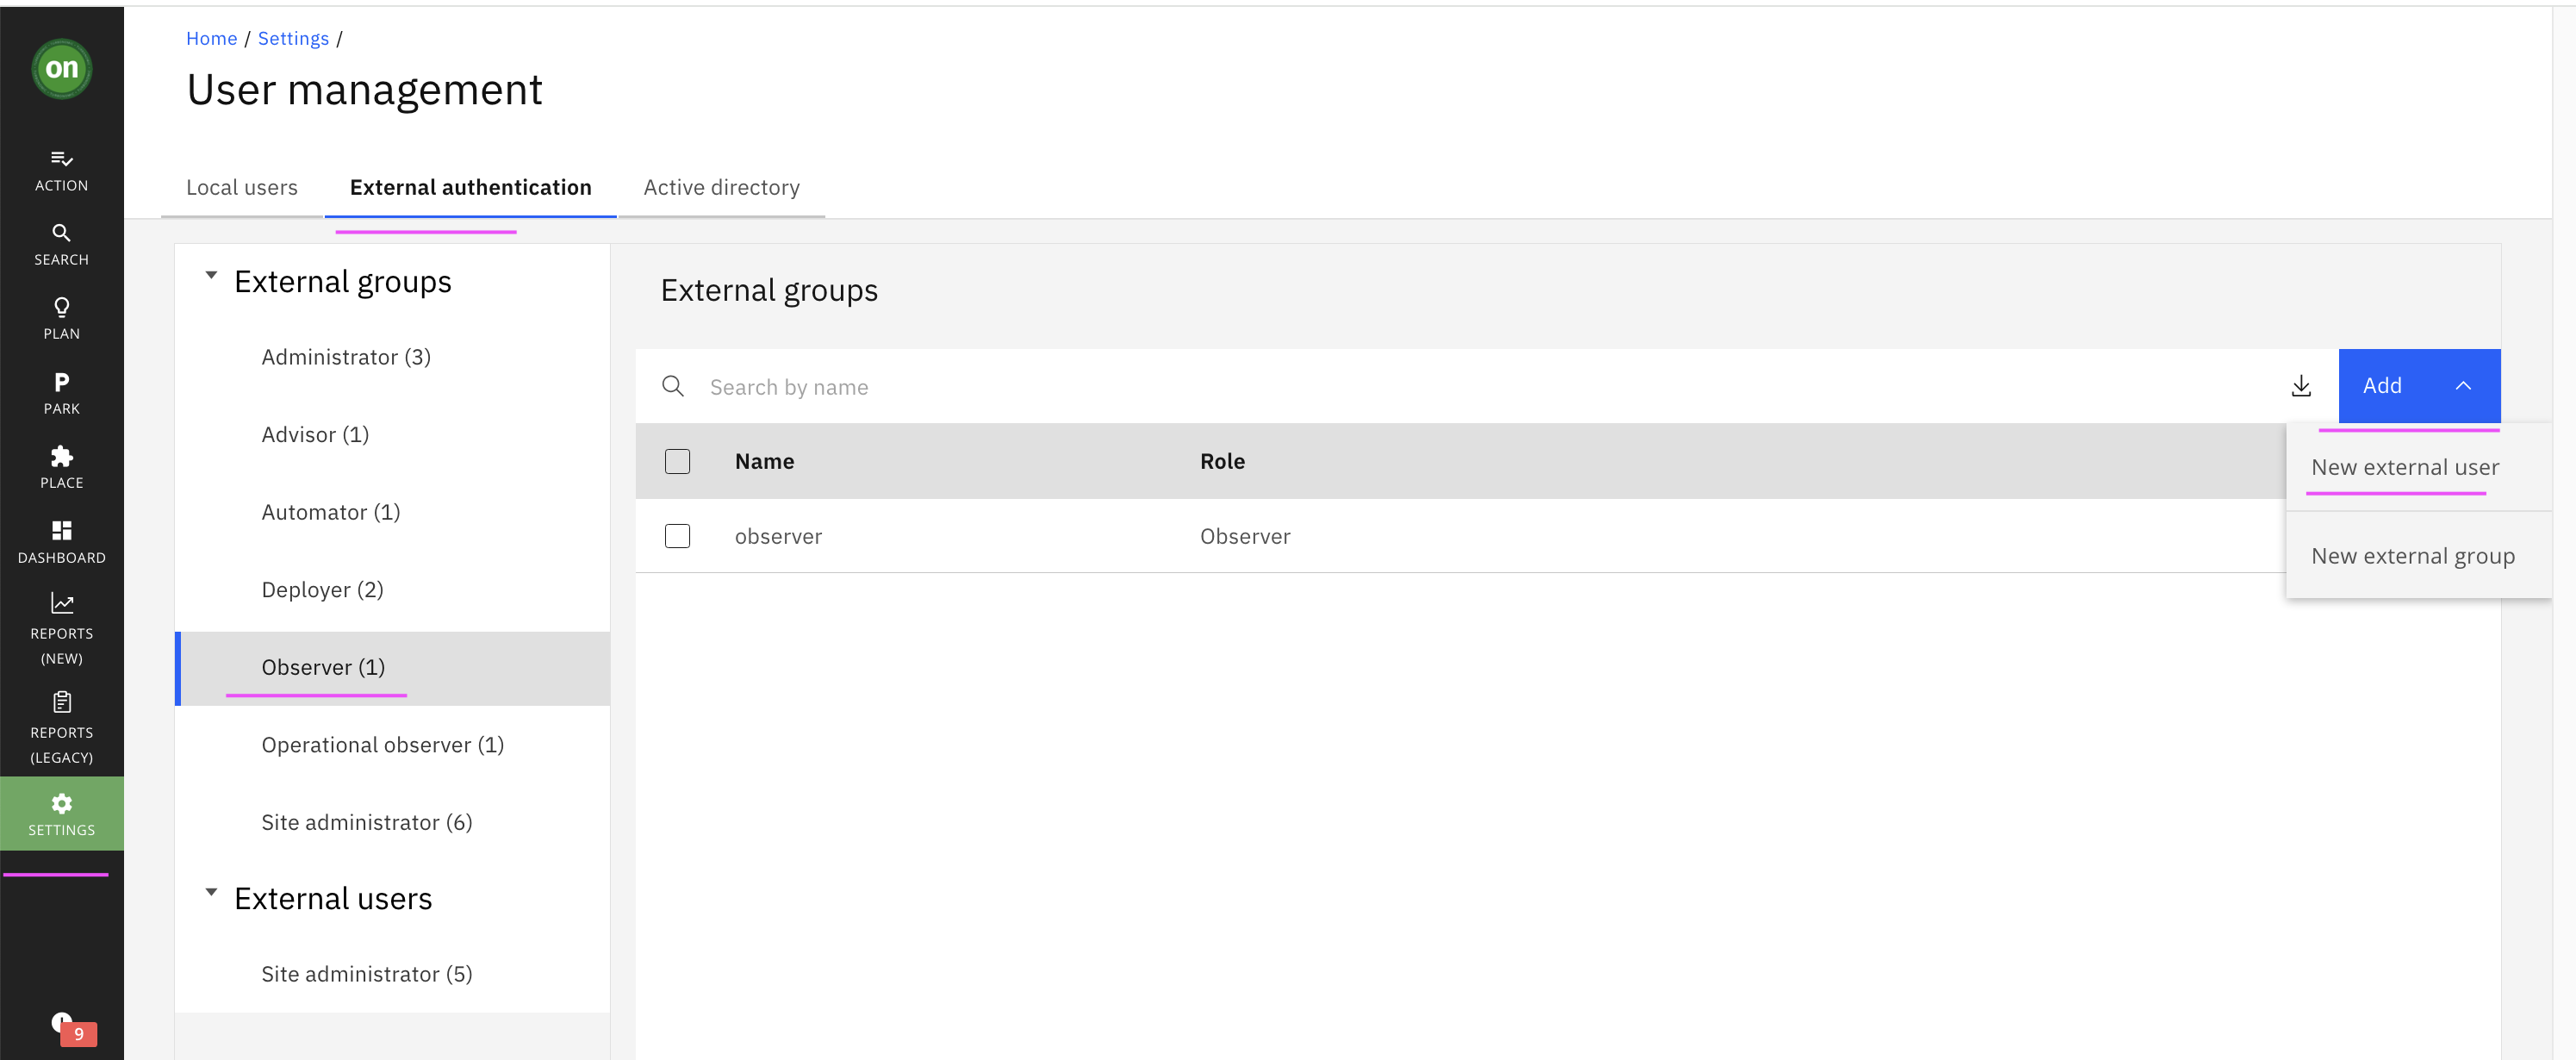 on
ACTION
SEARCH
PLAN
P
PARK
PLACE
DASHBOARD
REPORTS
(NEW)
REPORTS
(LEGACY)
SETTINGS
9
Home / Settings /
User management
Local users
External authentication
Active directory
External groups
Administrator (3)
Advisor (1)
Automator (1)
Deployer (2)
Observer (1)
Operational observer (1)
Site administrator (6)
External users
Site administrator (5)
External groups
Search by name
Add
New external user
New external group
Name Role
observer Observer